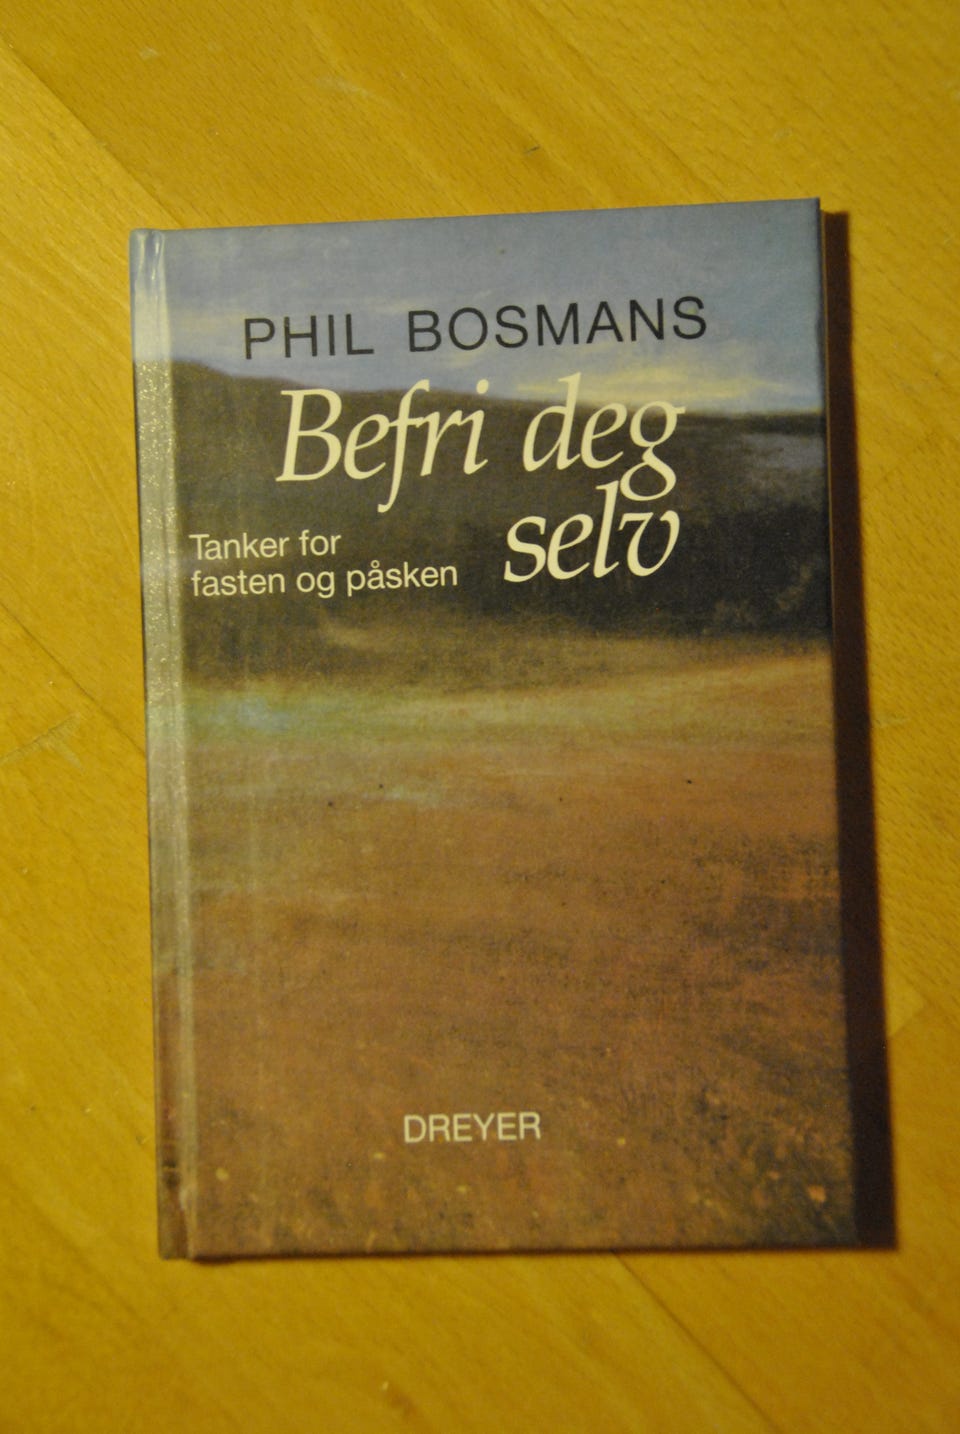 PHIL BOSMANS
Befri deg
selv
Tanker for
fasten og påsken
DREYER